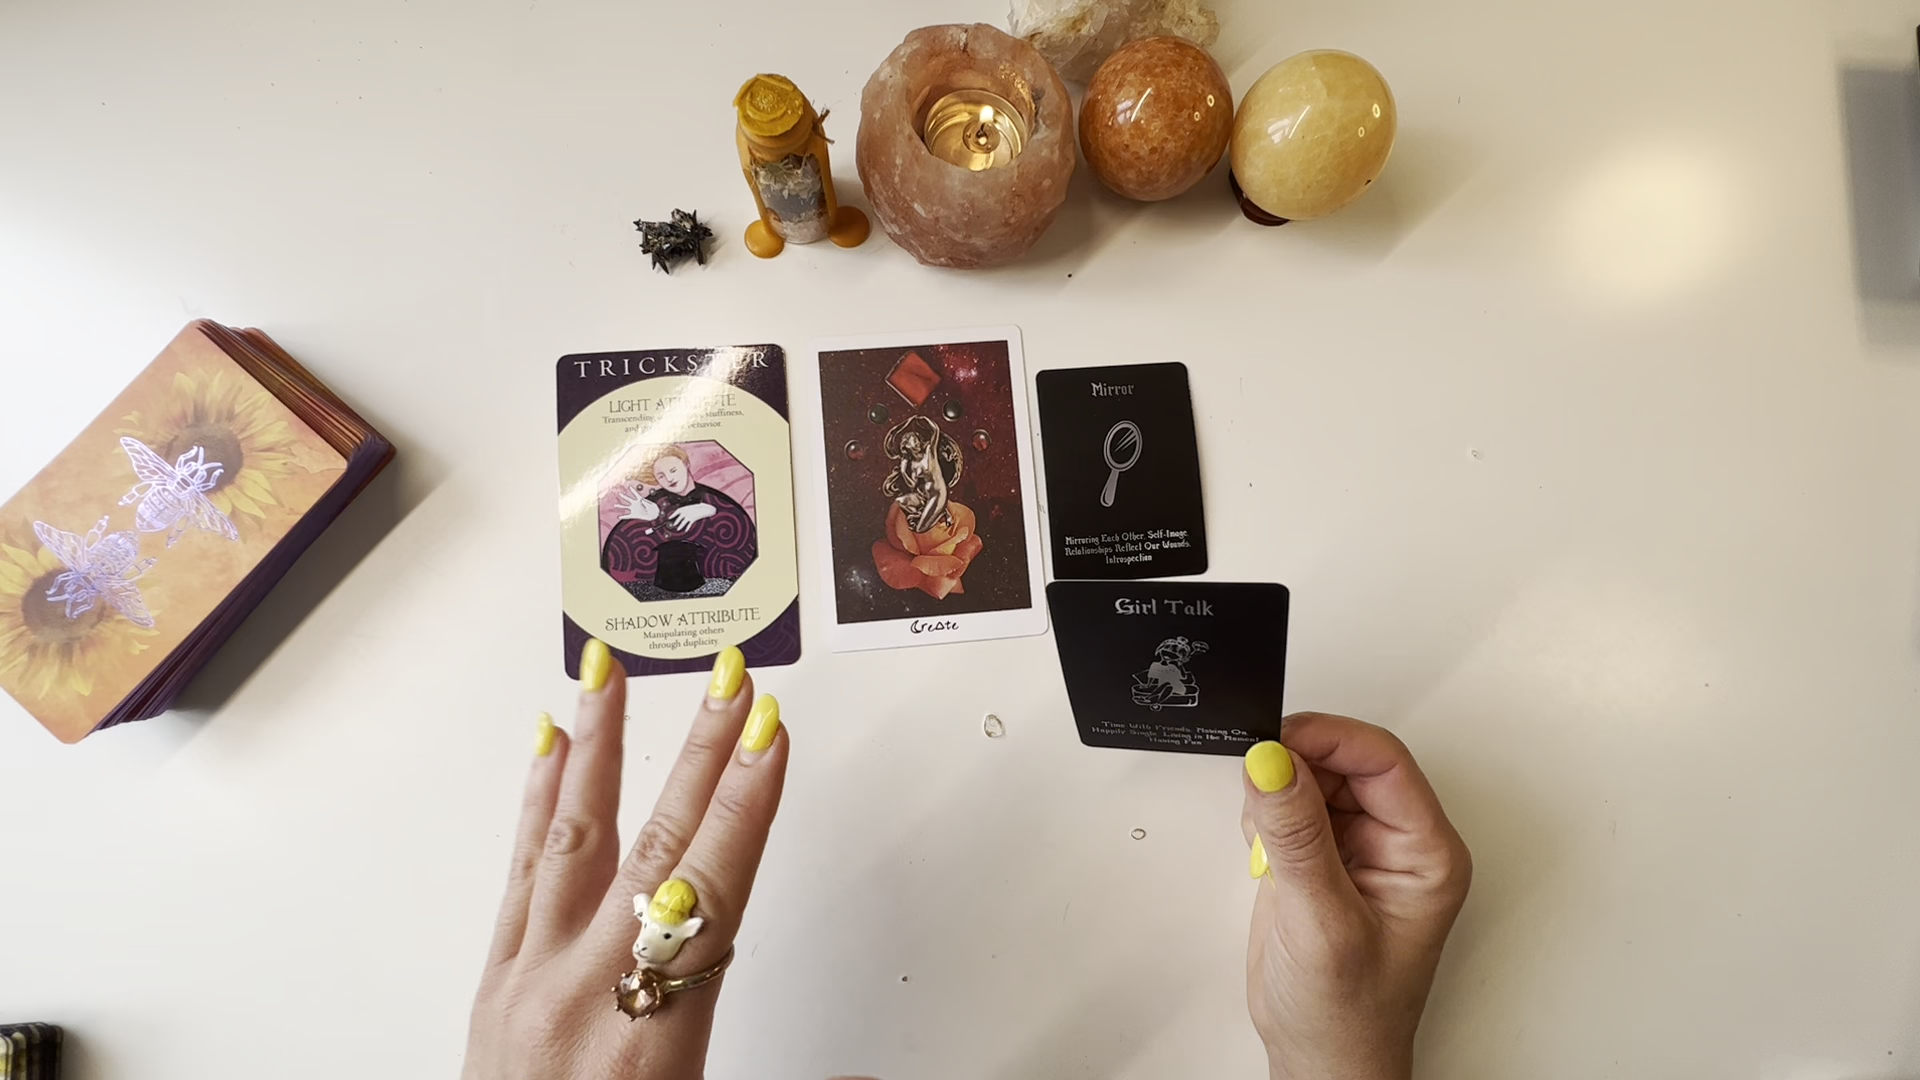 TRICKSTER
LIGHT ATTRIBUTE
Transcending stuffiness,
and behavior.
SHADOW ATTRIBUTE
Manipulating others
through duplicity.
Create
Mirror
Mirroring Each Other, Self-Image
Relationships Reflect Our Wounds,
Introspection
Girl Talk
Time With Friends, Moving On,
Happily Single, Living in the Moment
Having Fun